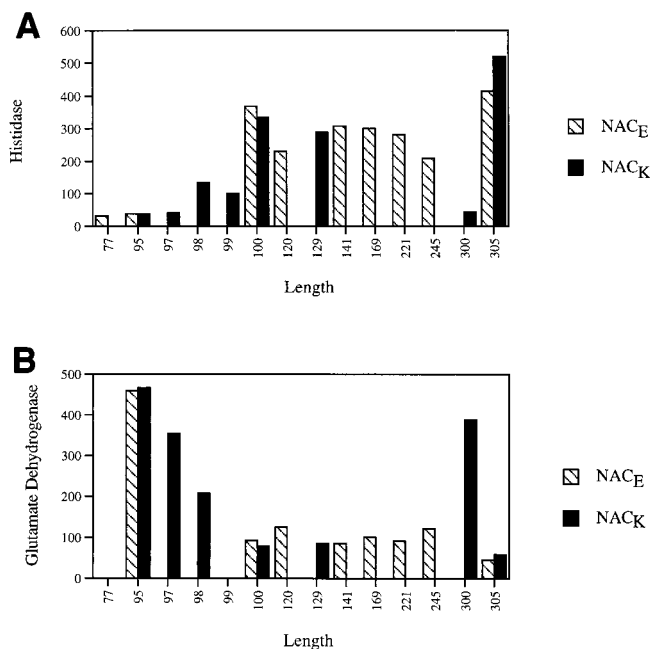 A
600
500
400
300
200
100
0
Histidase
77 95 97 98 99 100 120 129 141 169 221 245 300 305
Length
NACE
NACK
B
500
400
300
200
100
0
Glutamate Dehydrogenase
77 95 97 98 99 100 120 129 141 169 221 245 300 305
Length
NACE
NACK